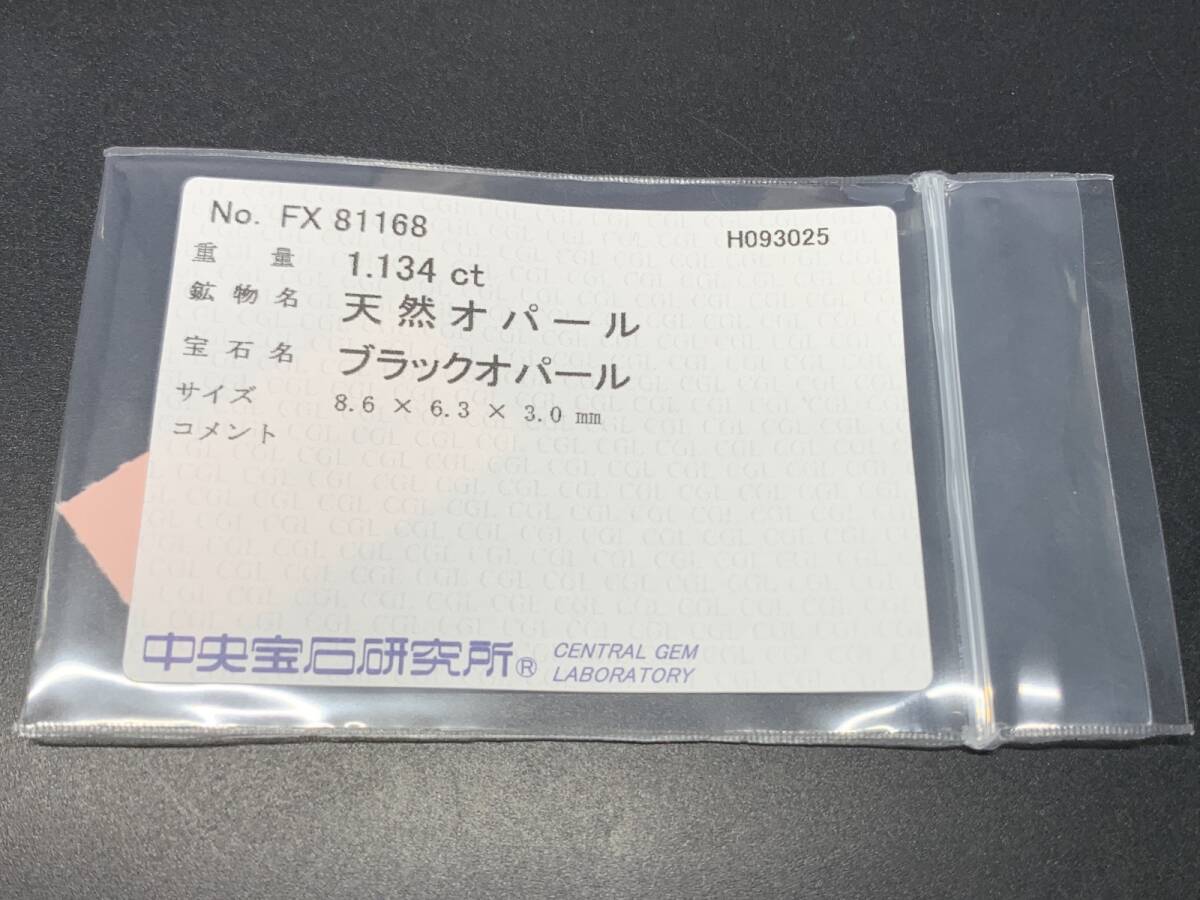 No. FX 81168 H093025
重量 1.134 ct
鉱物名 天然オパール
宝石名 ブラックオパール
サイズ 8.6 × 6.3 × 3.0 mm
コメント
中央宝石研究所® CENTRAL GEM
LABORATORY